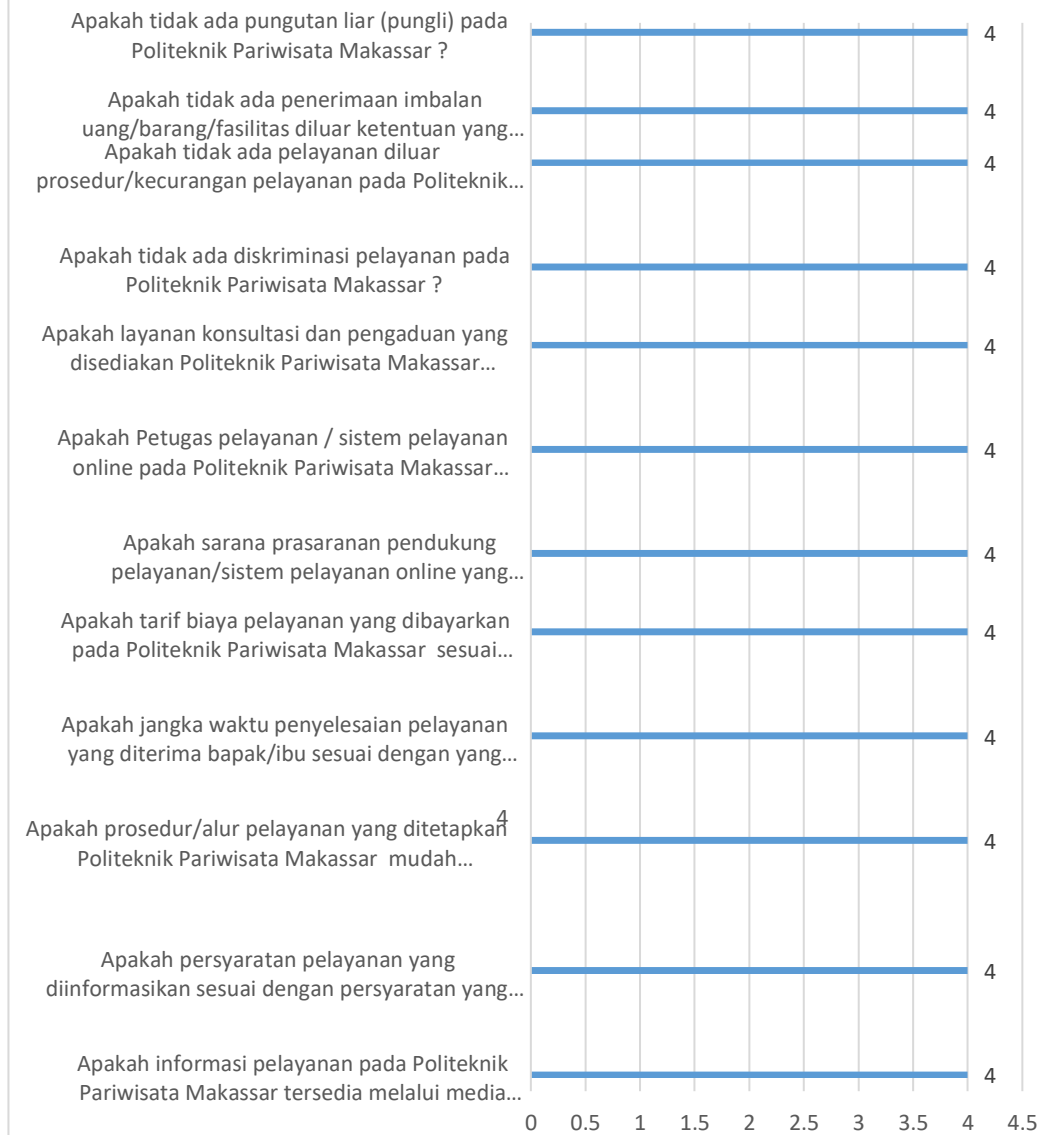 Apakah tidak ada pungutan liar (pungli) pada
Politeknik Pariwisata Makassar ?
4
Apakah tidak ada penerimaan imbalan
uang/barang/fasilitas diluar ketentuan yang...
4
Apakah tidak ada pelayanan diluar
prosedur/kecurangan pelayanan pada Politeknik...
4
Apakah tidak ada diskriminasi pelayanan pada
Politeknik Pariwisata Makassar ?
4
Apakah layanan konsultasi dan pengaduan yang
disediakan Politeknik Pariwisata Makassar...
4
Apakah Petugas pelayanan / sistem pelayanan
online pada Politeknik Pariwisata Makassar...
4
Apakah sarana prasaranan pendukung
pelayanan/sistem pelayanan online yang...
4
Apakah tarif biaya pelayanan yang dibayarkan
pada Politeknik Pariwisata Makassar  sesuai...
4
Apakah jangka waktu penyelesaian pelayanan
yang diterima bapak/ibu sesuai dengan yang...
4
4
Apakah prosedur/alur pelayanan yang ditetapkan
Politeknik Pariwisata Makassar  mudah...
4
Apakah persyaratan pelayanan yang
diinformasikan sesuai dengan persyaratan yang...
4
Apakah informasi pelayanan pada Politeknik
Pariwisata Makassar tersedia melalui media...
4
0 0.5 1 1.5 2 2.5 3 3.5 4 4.5